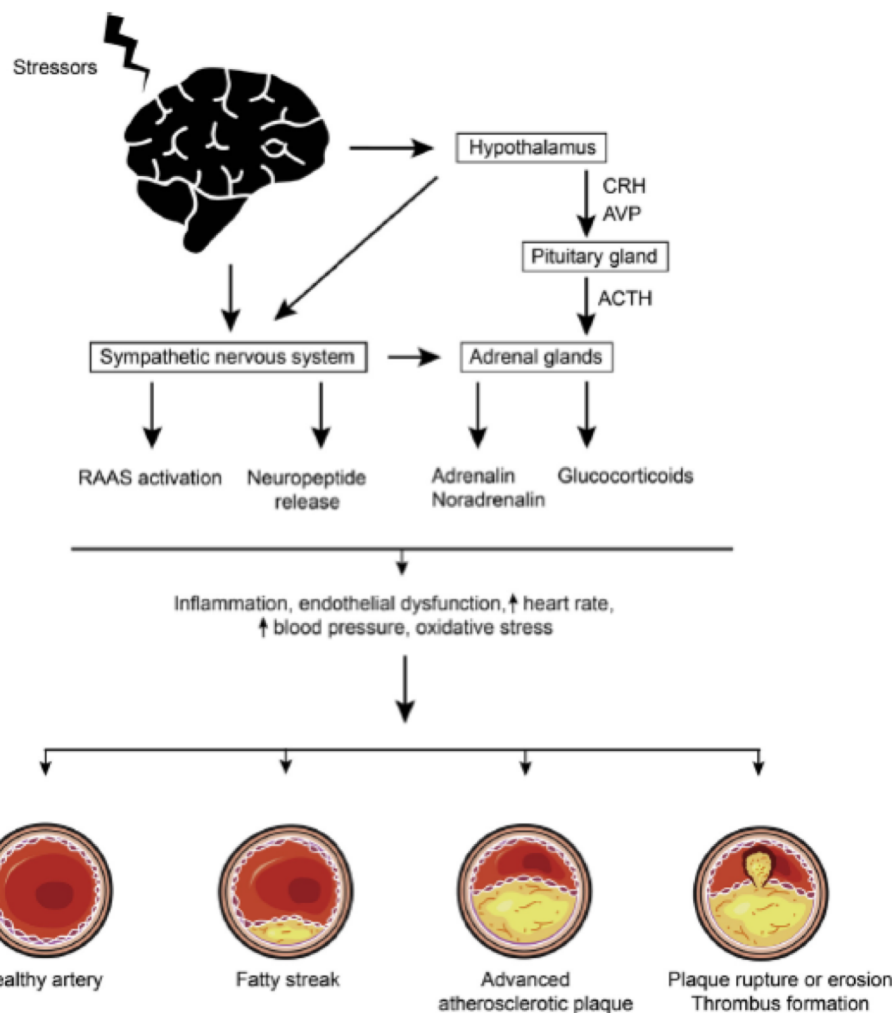 Stressors
Hypothalamus
CRH
AVP
Pituitary gland
ACTH
Sympathetic nervous system
Adrenal glands
RAAS activation
Neuropeptide
release
Adrenalin
Noradrenalin
Glucocorticoids
Inflammation, endothelial dysfunction, ↑ heart rate,
↑ blood pressure, oxidative stress
ealthy artery
Fatty streak
Advanced
atherosclerotic plaque
Plaque rupture or erosion
Thrombus formation